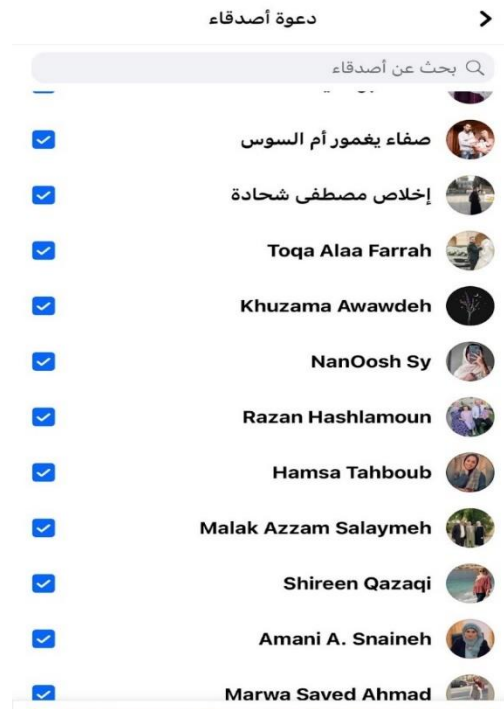 دعوة أصدقاء
بحث عن أصدقاء
صفاء يغمور أم السوس
إخلاص مصطفى شحادة
Toqa Alaa Farrah
Khuzama Awawdeh
NanOosh Sy
Razan Hashlamoun
Hamsa Tahboub
Malak Azzam Salaymeh
Shireen Qazaqi
Amani A. Snaineh
Marwa Sayed Ahmad